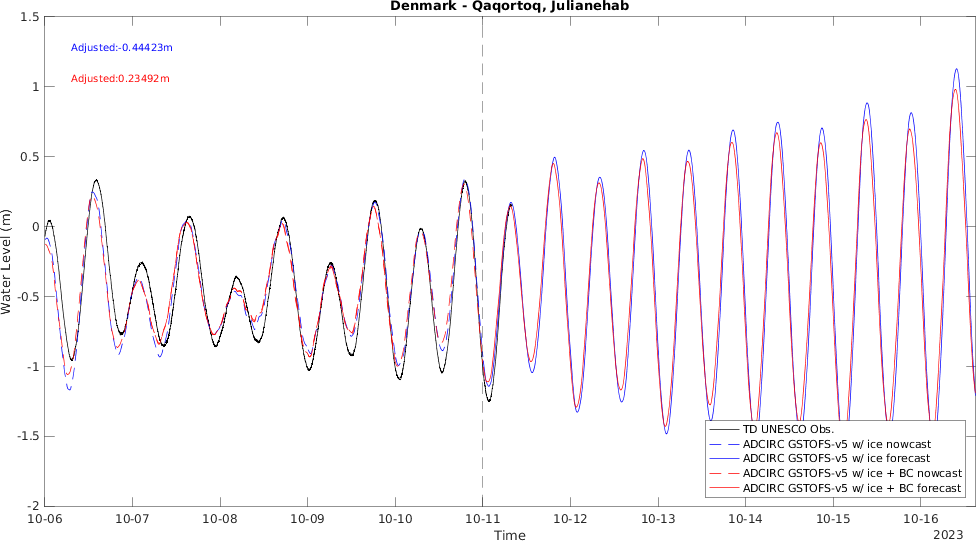 Denmark - Qaqortoq, Julianehab
Adjusted:-0.44423m
Adjusted:0.23492m
Water Level (m)
1.5
1
0.5
0
-0.5
-1
-1.5
-2
TD UNESCO Obs.
ADCIRC GSTOFS-v5 w/ ice nowcast
ADCIRC GSTOFS-v5 w/ ice forecast
ADCIRC GSTOFS-v5 w/ ice + BC nowcast
ADCIRC GSTOFS-v5 w/ ice + BC forecast
10-06 10-07 10-08 10-09 10-10 10-11 10-12 10-13 10-14 10-15 10-16
Time
2023